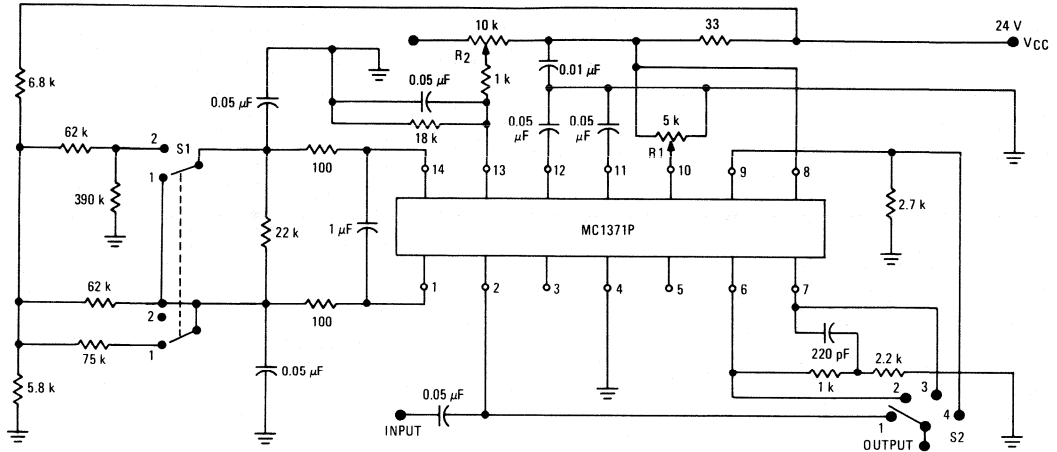 10 k
33
24 V
VCC
R2
6.8 k
0.05 µF
0.05 µF
1 k
0.01 µF
18 k
0.05 µF
0.05 µF
5 k
R1
62 k
2
S1
1
390 k
100
14
13
12
11
10
9
8
2.7 k
22 k
1 µF
MC1371P
62 k
2
1
75 k
100
1
2
3
4
5
6
7
5.8 k
0.05 µF
220 pF
2.2 k
1 k
2
3
4
1
S2
0.05 µF
INPUT
OUTPUT